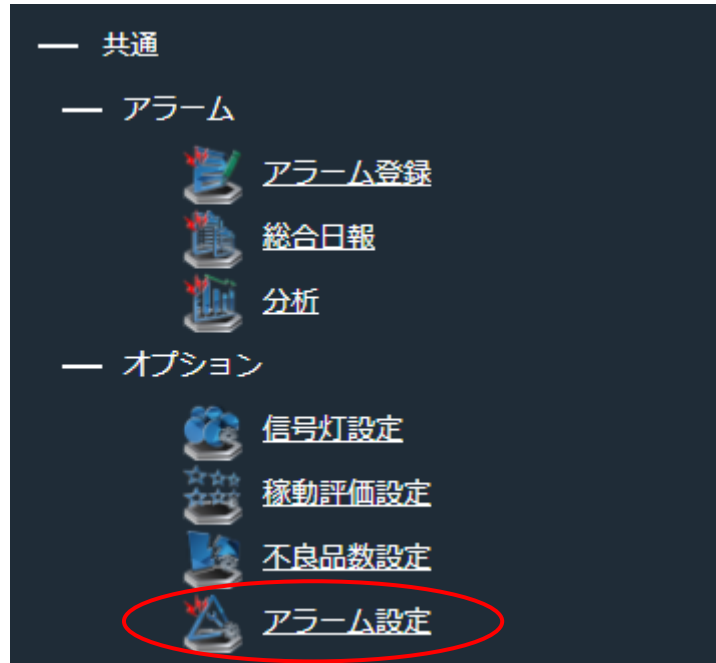 共通
アラーム
アラーム登録
総合日報
分析
オプション
信号灯設定
稼動評価設定
不良品数設定
アラーム設定